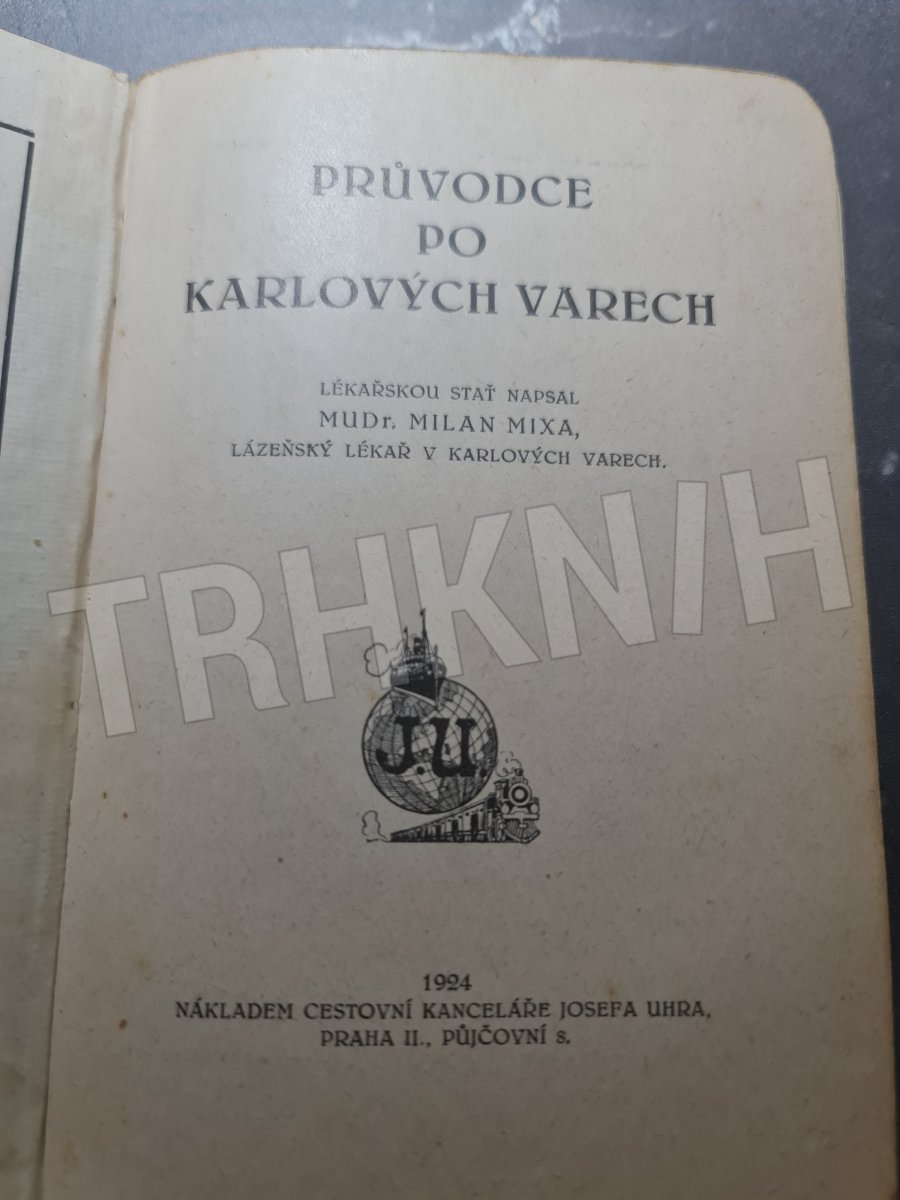 PRŮVODCE
PO
KARLOVÝCH VARECH
LÉKAŘSKOU STAŤ NAPSAL
MUDr. MILAN MIXA,
LÁZEŇSKÝ LÉKAŘ V KARLOVÝCH VARECH.
TRHKNIH
J.U.
1924
NÁKLADEM CESTOVNÍ KANCELÁŘE JOSEFA UHRA,
PRAHA II., PŮJČOVNÍ s.